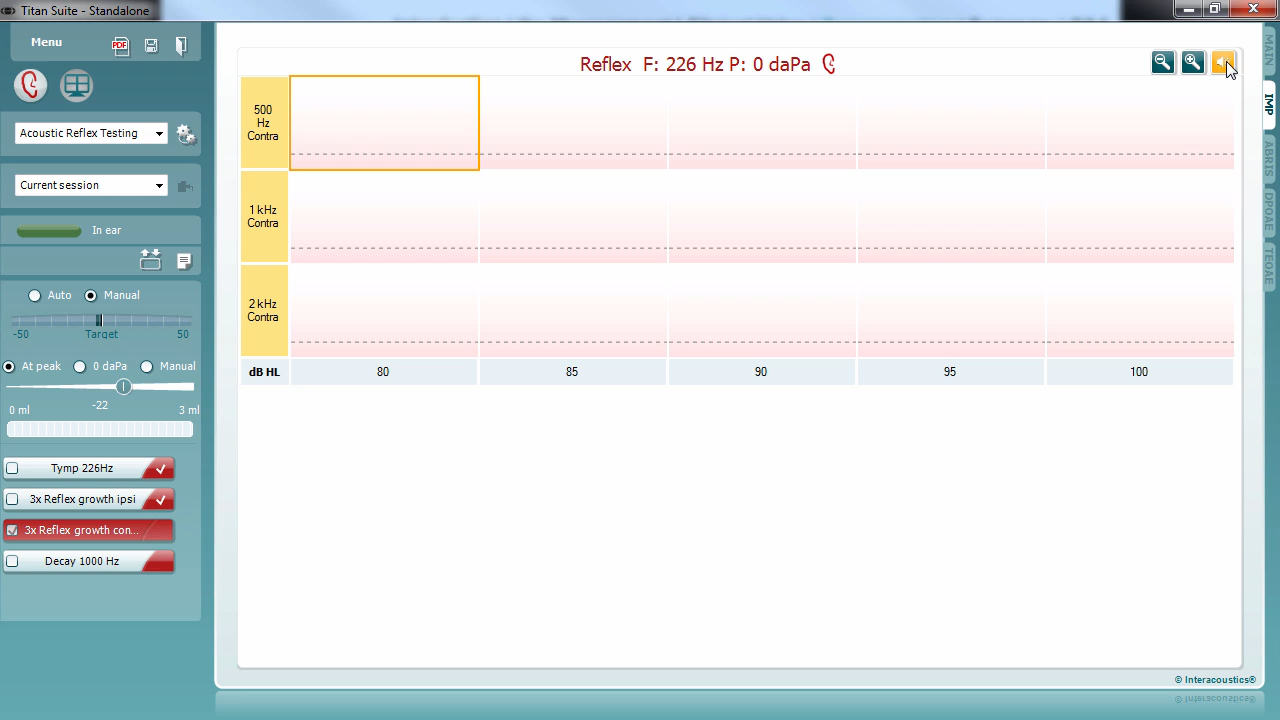 Titan Suite - Standalone
Menu
PDF
Acoustic Reflex Testing
Current session
In ear
Auto
Manual
-50
Target
50
At peak
0 daPa
Manual
-22
0 ml
3 ml
Tymp 226Hz
3x Reflex growth ipsi
3x Reflex growth con...
Decay 1000 Hz
Reflex F: 226 Hz P: 0 daPa
500
Hz
Contra
1 kHz
Contra
2 kHz
Contra
dB HL
80
85
90
95
100
MAIN
IMP
ABRIS
DPOAE
TEOAE
© Interacoustics®